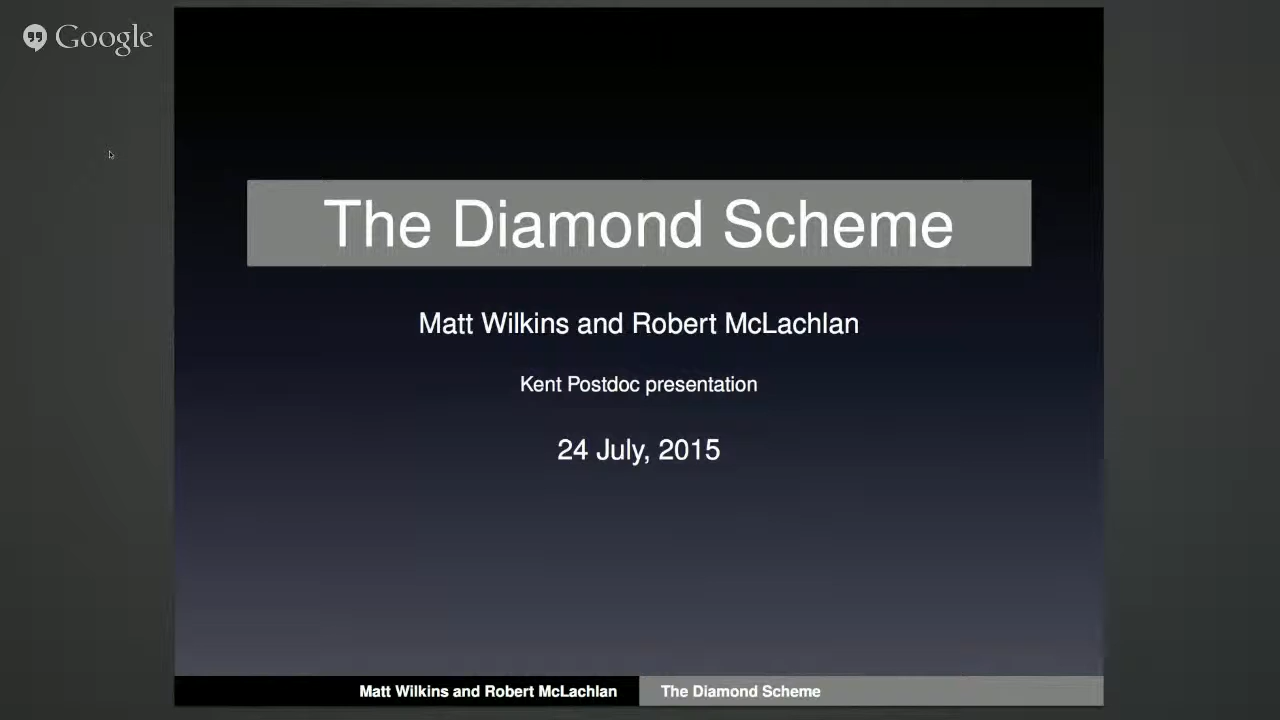 Google
The Diamond Scheme
Matt Wilkins and Robert McLachlan
Kent Postdoc presentation
24 July, 2015
Matt Wilkins and Robert McLachlan
The Diamond Scheme